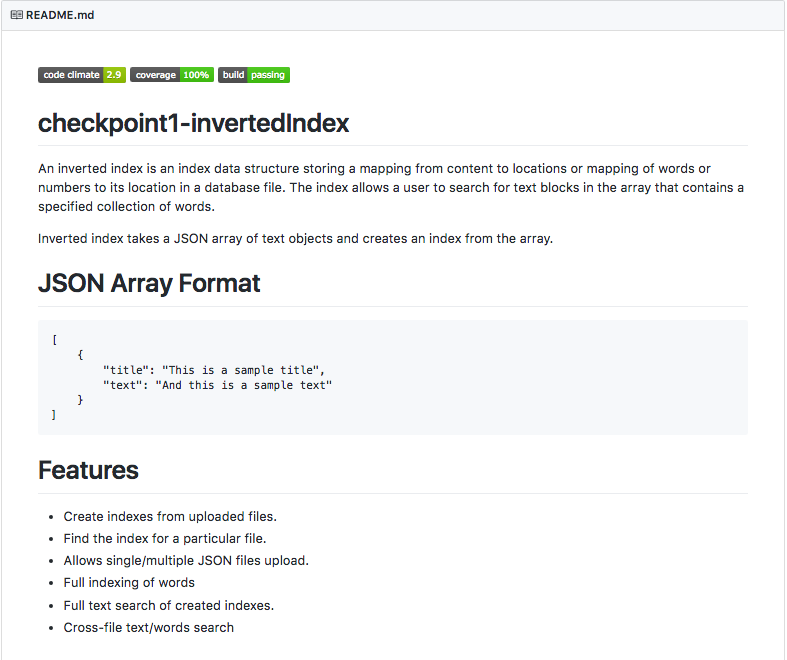 README.md
code climate 2.9 coverage 100% build passing
checkpoint1-invertedIndex
An inverted index is an index data structure storing a mapping from content to locations or mapping of words or
numbers to its location in a database file. The index allows a user to search for text blocks in the array that contains a
specified collection of words.
Inverted index takes a JSON array of text objects and creates an index from the array.
JSON Array Format
[
    {
        "title": "This is a sample title",
        "text": "And this is a sample text"
    }
]
Features
• Create indexes from uploaded files.
• Find the index for a particular file.
• Allows single/multiple JSON files upload.
• Full indexing of words
• Full text search of created indexes.
• Cross-file text/words search